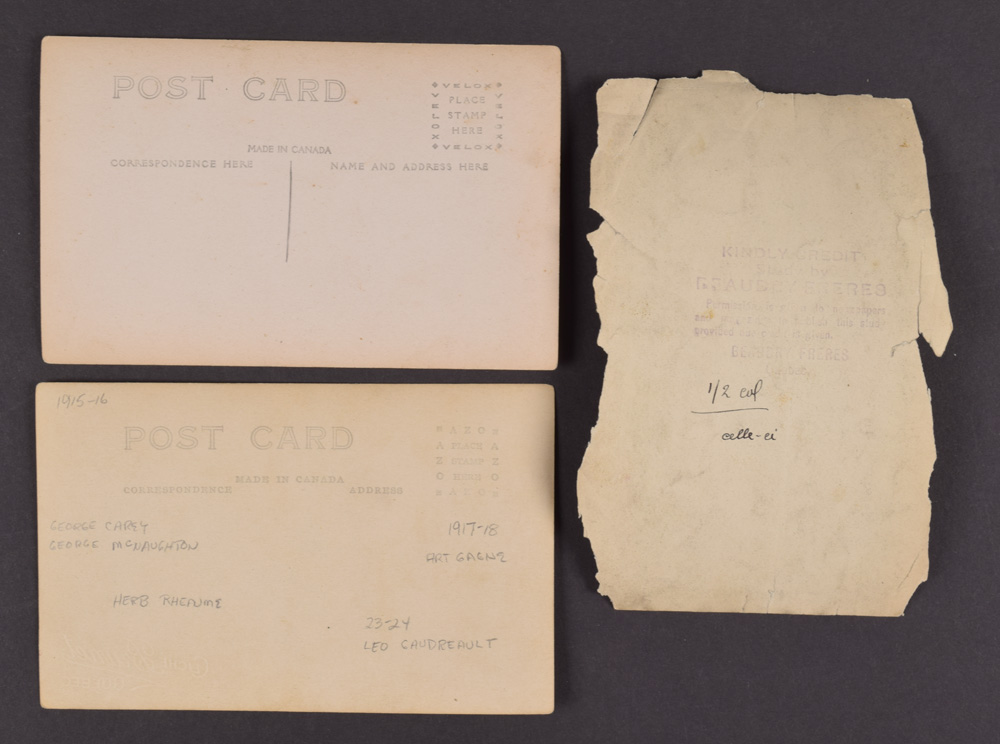 POST CARD
VELOX
PLACE
STAMP
HERE
VELOX
VELOX
VELOX
MADE IN CANADA
CORRESPONDENCE HERE
NAME AND ADDRESS HERE
1915-16
POST CARD
AZO
PLACE
STAMP
HERE
AZO
MADE IN CANADA
CORRESPONDENCE
ADDRESS
GEORGE CAREY
GEORGE MCNAUGHTON
HERB RHEAUME
1917-18
ART GAGNE
23-24
LEO GAUDREAULT
KINDLY CREDIT
BEAUDRY FRERES
BEAUDRY FRERES
1/2 col
celle-ci